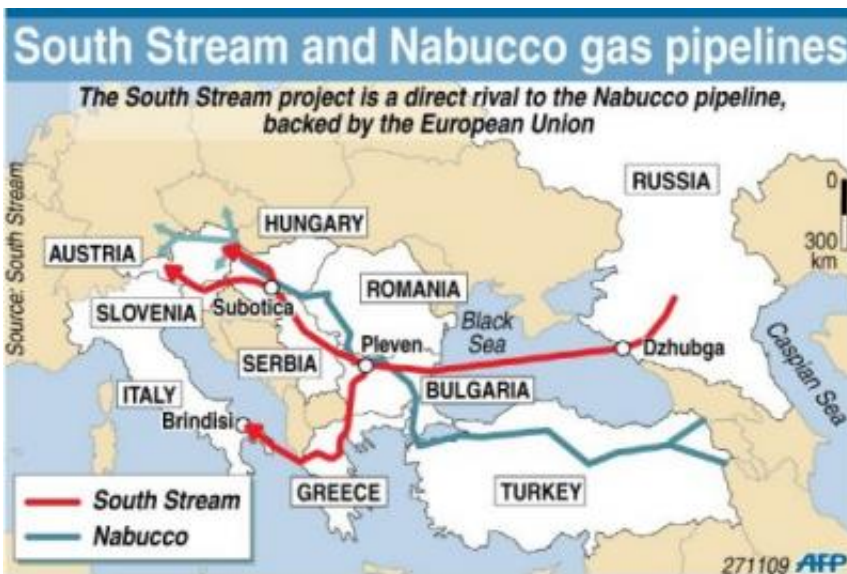 South Stream and Nabucco gas pipelines
The South Stream project is a direct rival to the Nabucco pipeline,
backed by the European Union
Source: South Stream
RUSSIA
0
300
km
HUNGARY
AUSTRIA
ROMANIA
SLOVENIA
Subotica
Black
Sea
Pleven
Dzhubga
Caspian Sea
SERBIA
BULGARIA
ITALY
Brindisi
GREECE
TURKEY
South Stream
Nabucco
271109 AFP